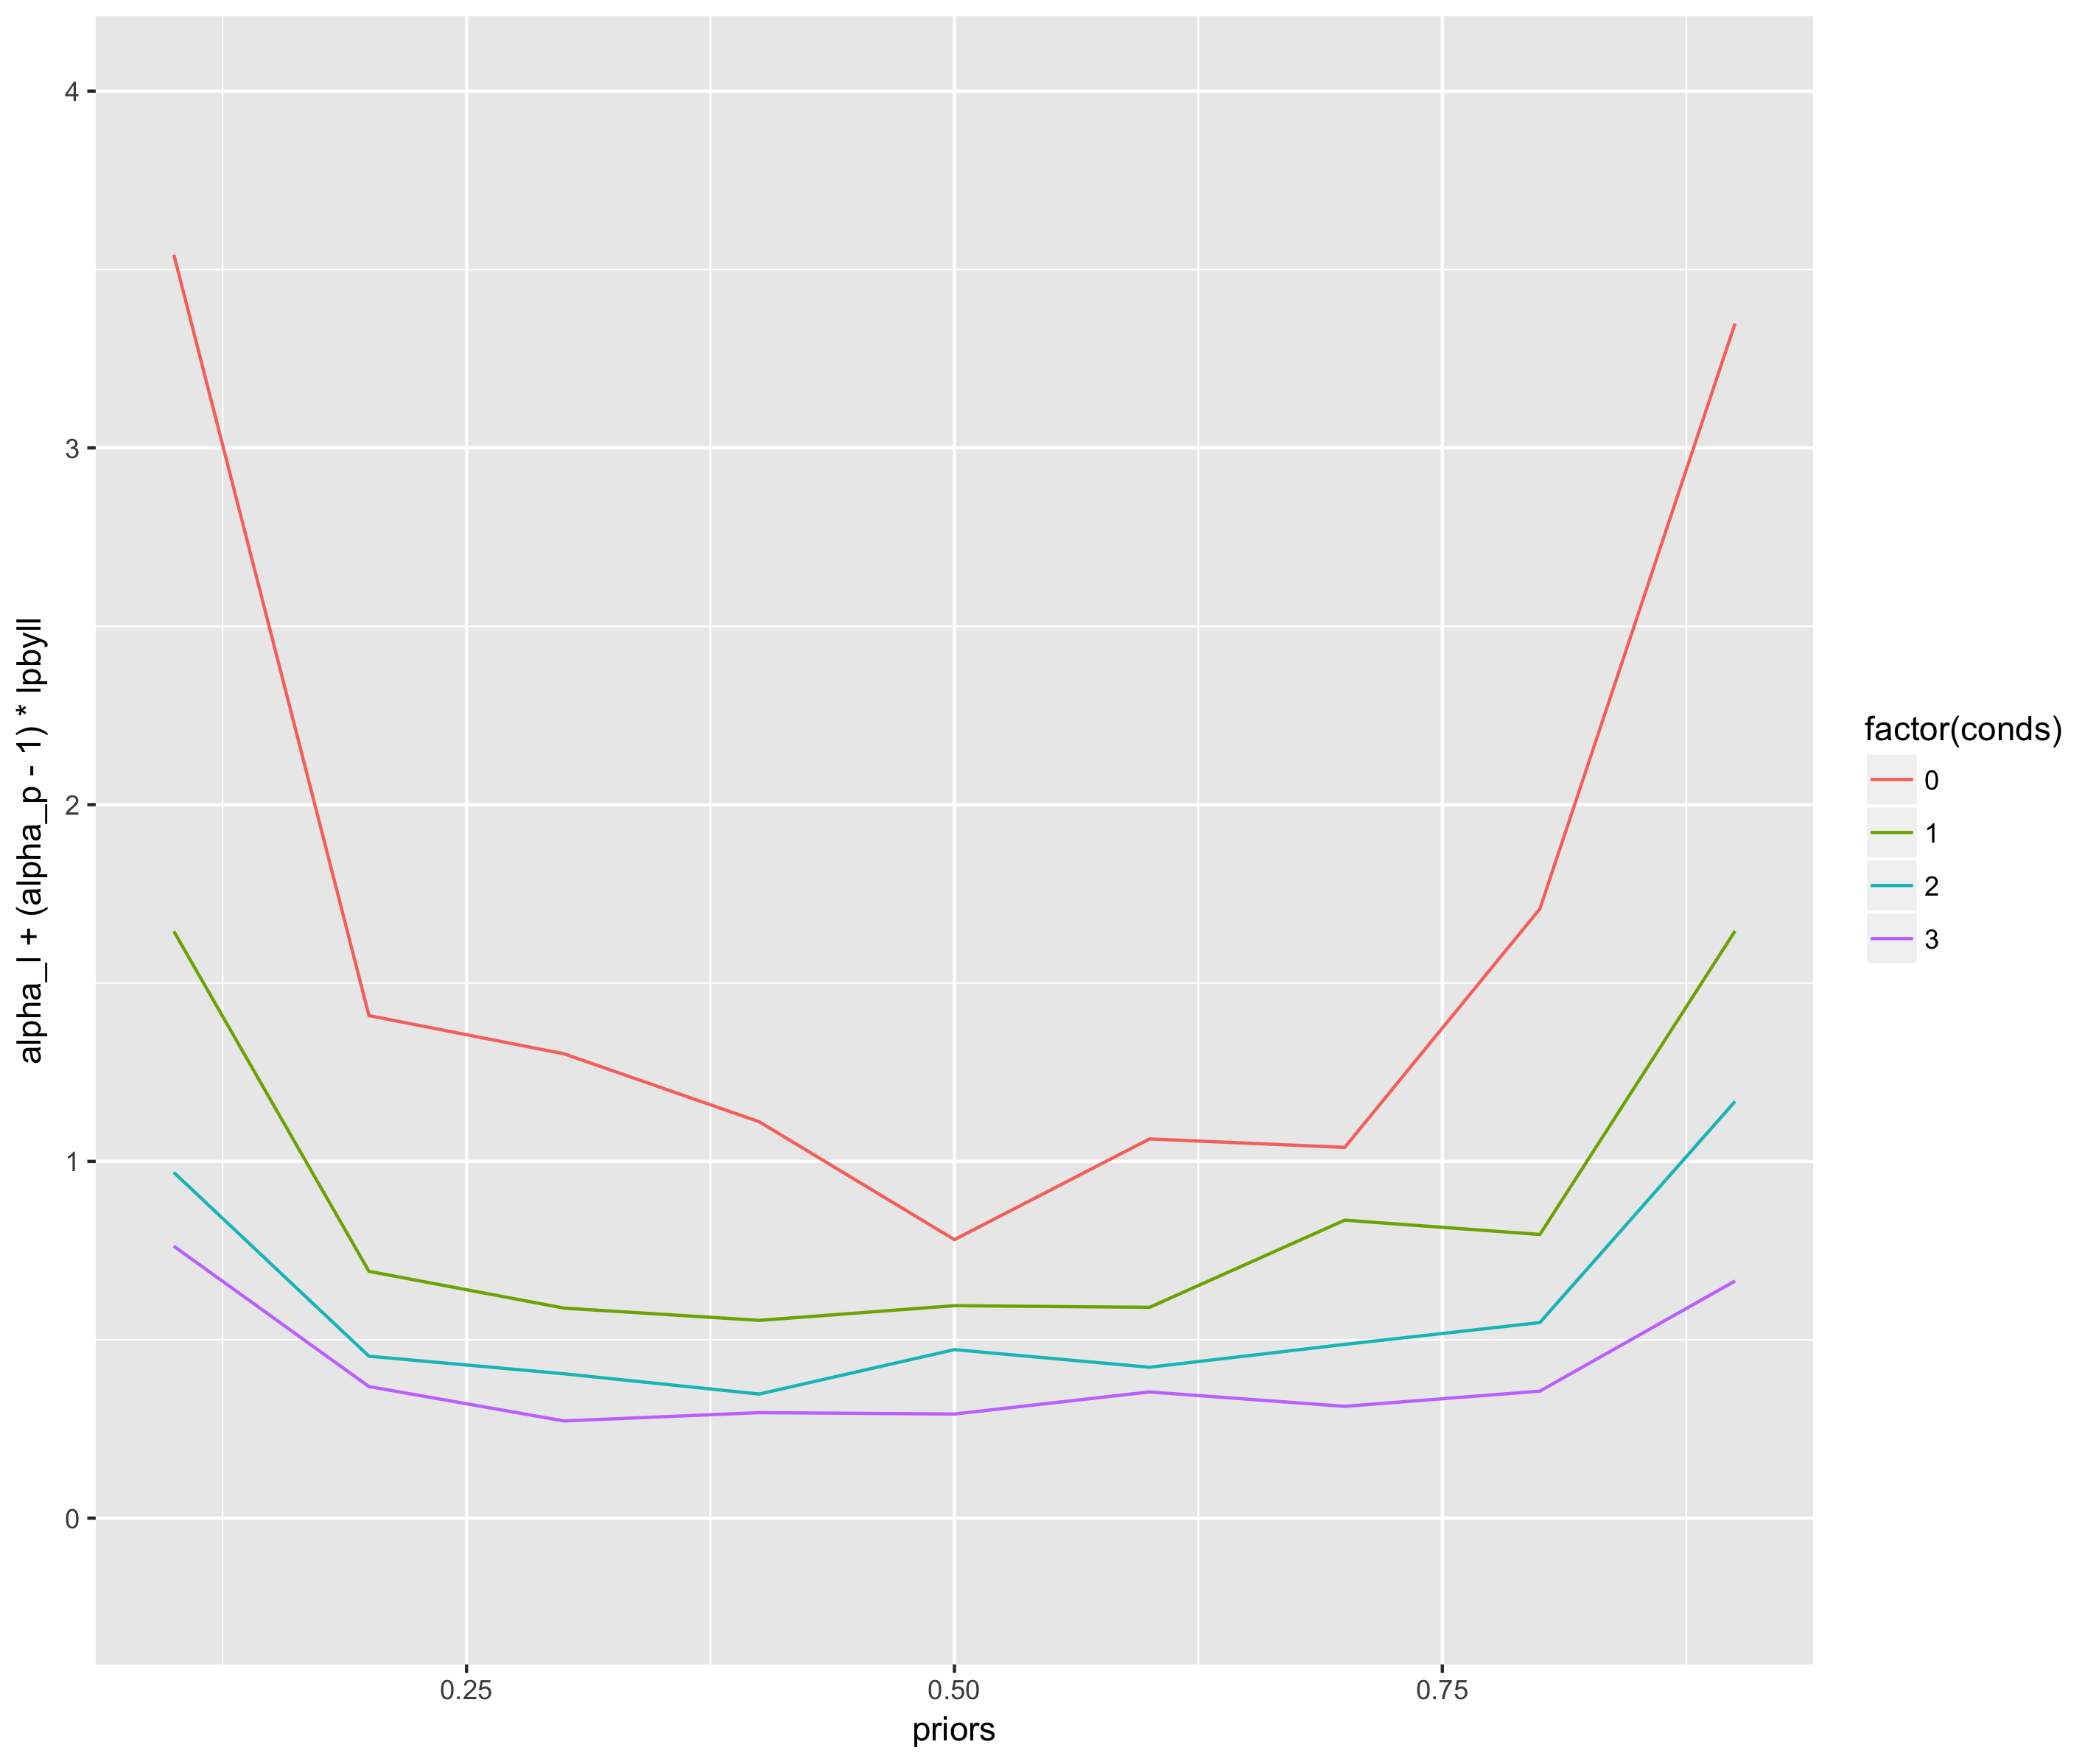 4
3
2
1
0
alpha_l + (alpha_p - 1) * lpbyll
0.25 0.50 0.75
priors
factor(conds)
0
1
2
3